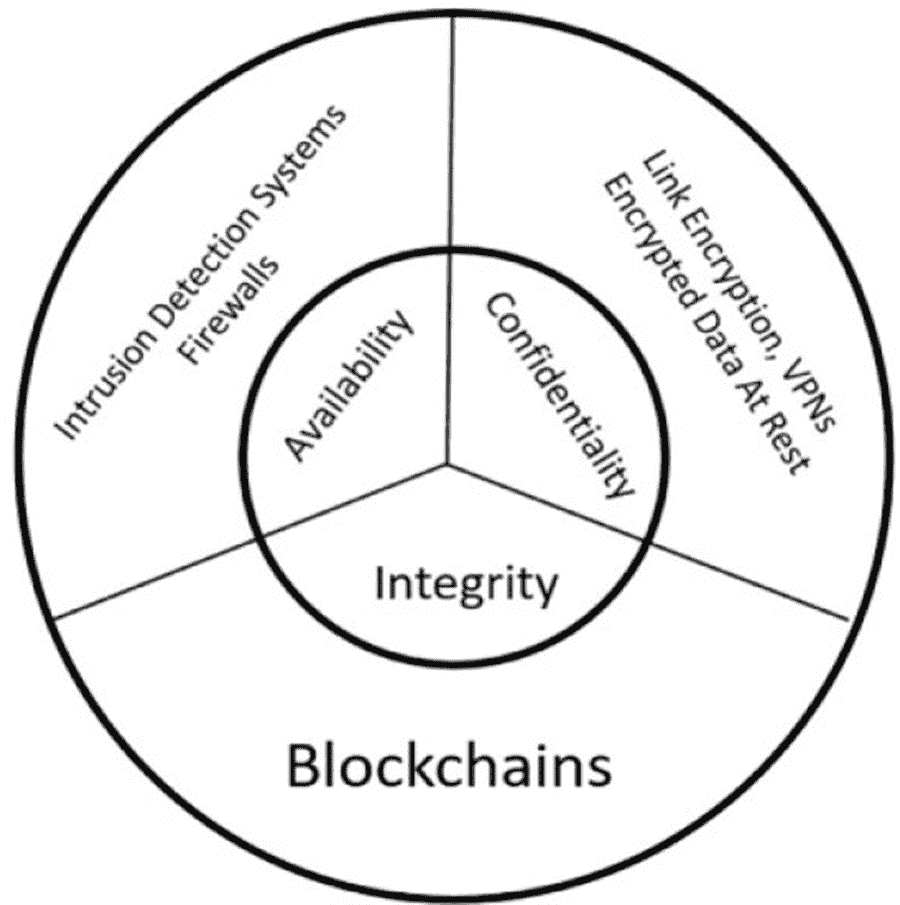 Intrusion Detection Systems
Firewalls
Link Encryption, VPNs
Encrypted Data At Rest
Availability
Confidentiality
Integrity
Blockchains